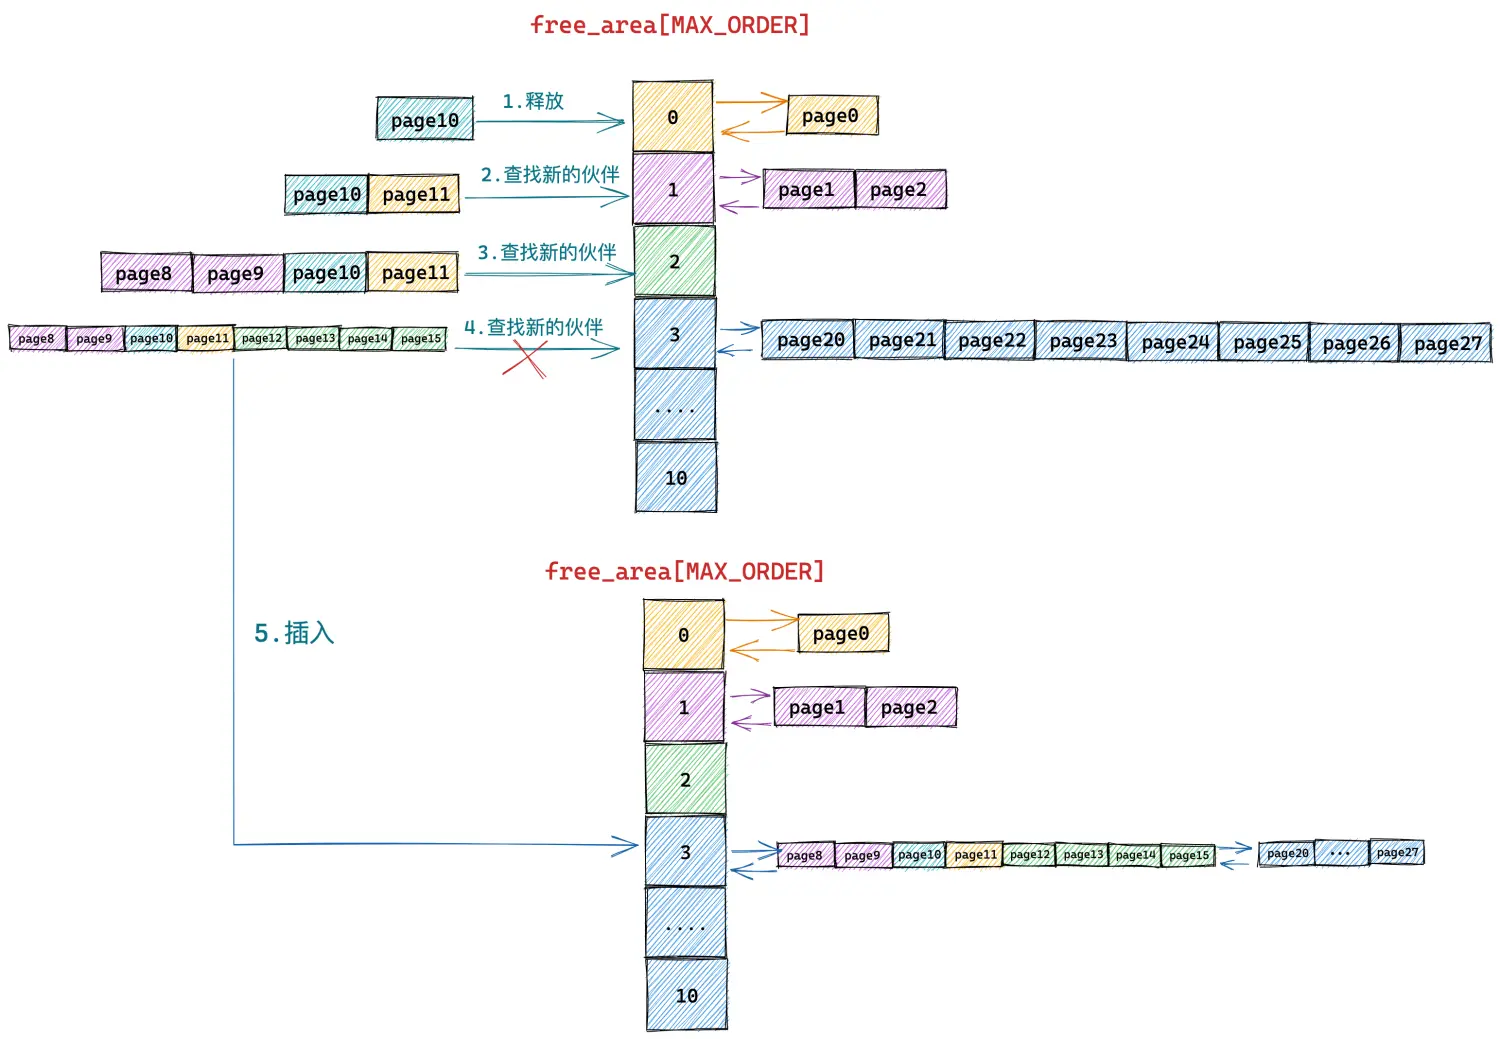 free_area[MAX_ORDER]
page10 1.释放 0 page0
page10 page11 2.查找新的伙伴 1 page1 page2
page8 page9 page10 page11 3.查找新的伙伴 2
page8 page9 page10 page11 page12 page13 page14 page15 4.查找新的伙伴 3 page20 page21 page22 page23 page24 page25 page26 page27
....
10
free_area[MAX_ORDER]
0 page0
5.插入
1 page1 page2
2
3 page8 page9 page10 page11 page12 page13 page14 page15 page20 ... page27
....
10